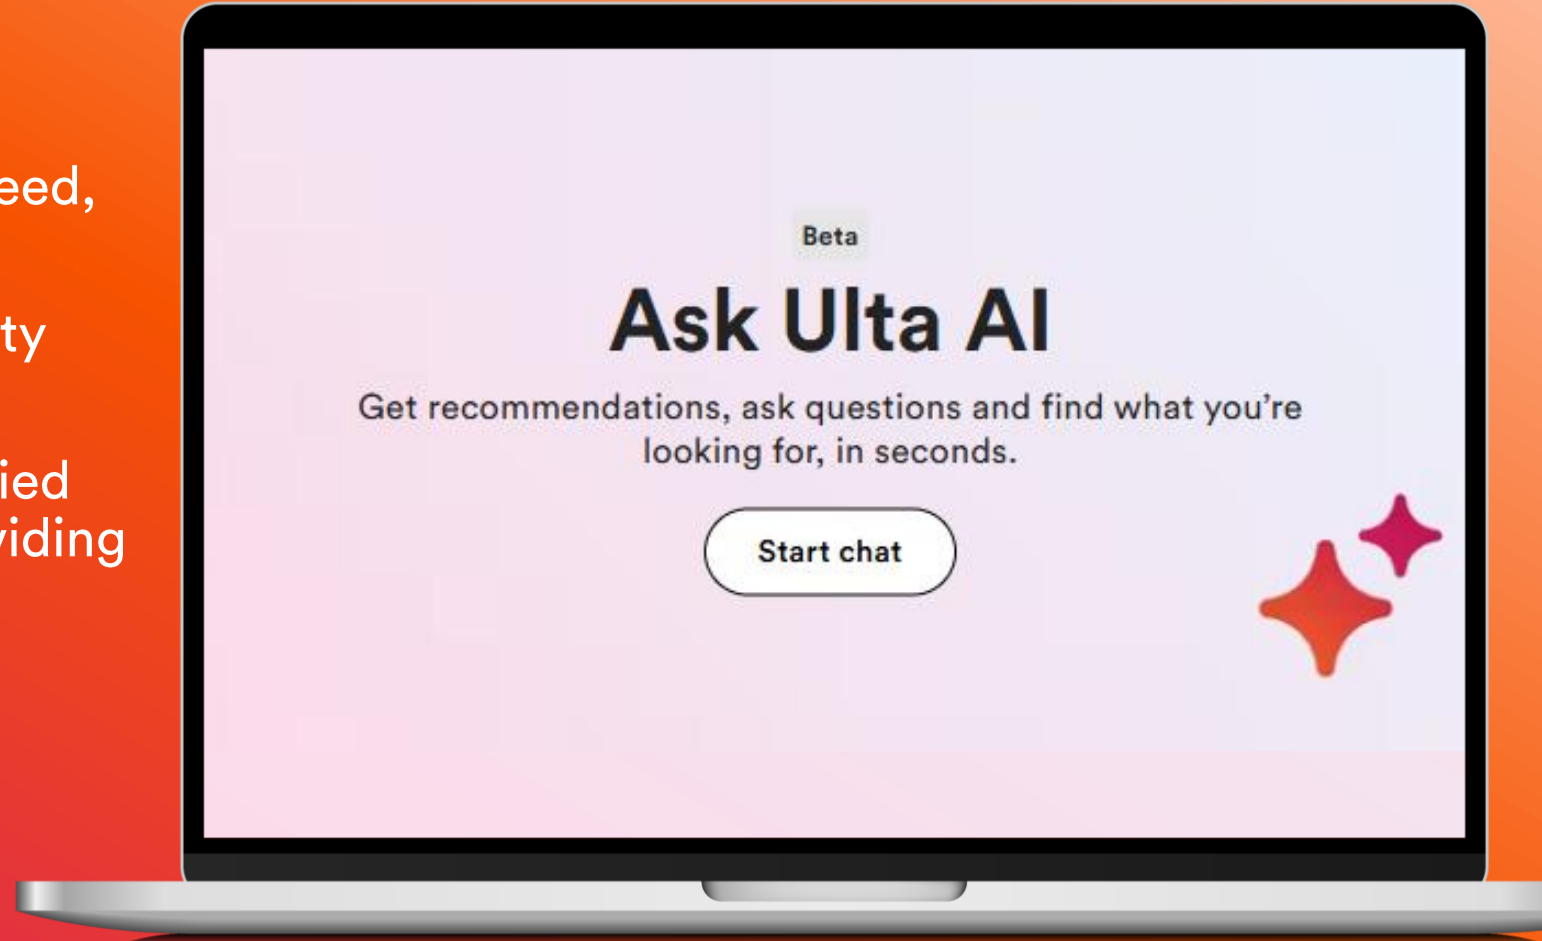 eed,
ty
ied
viding
Beta
Ask Ulta AI
Get recommendations, ask questions and find what you’re
looking for, in seconds.
Start chat